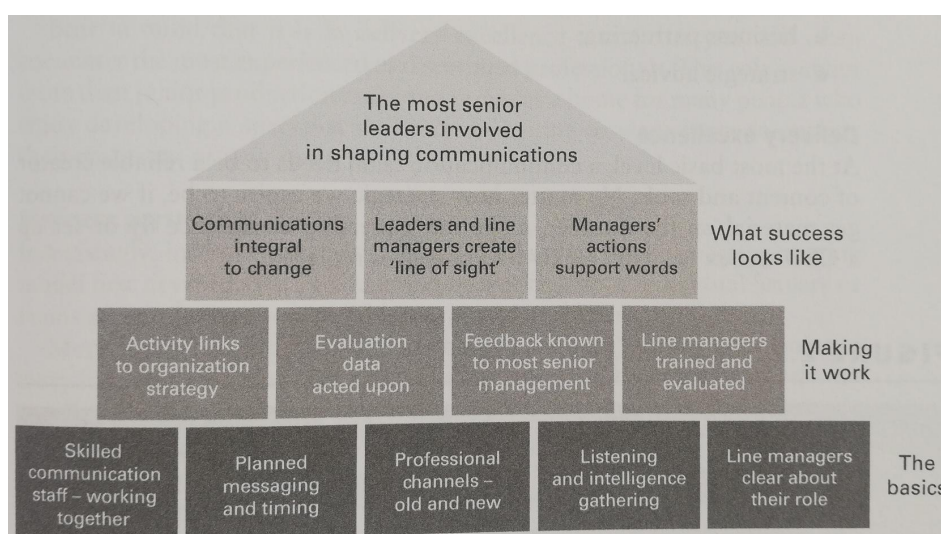 The most senior
leaders involved
in shaping communications
Communications
integral
to change
Leaders and line
managers create
'line of sight'
Managers'
actions
support words
What success
looks like
Activity links
to organization
strategy
Evaluation
data
acted upon
Feedback known
to most senior
management
Line managers
trained and
evaluated
Making
it work
Skilled
communication
staff – working
together
Planned
messaging
and timing
Professional
channels –
old and new
Listening
and intelligence
gathering
Line managers
clear about
their role
The
basics